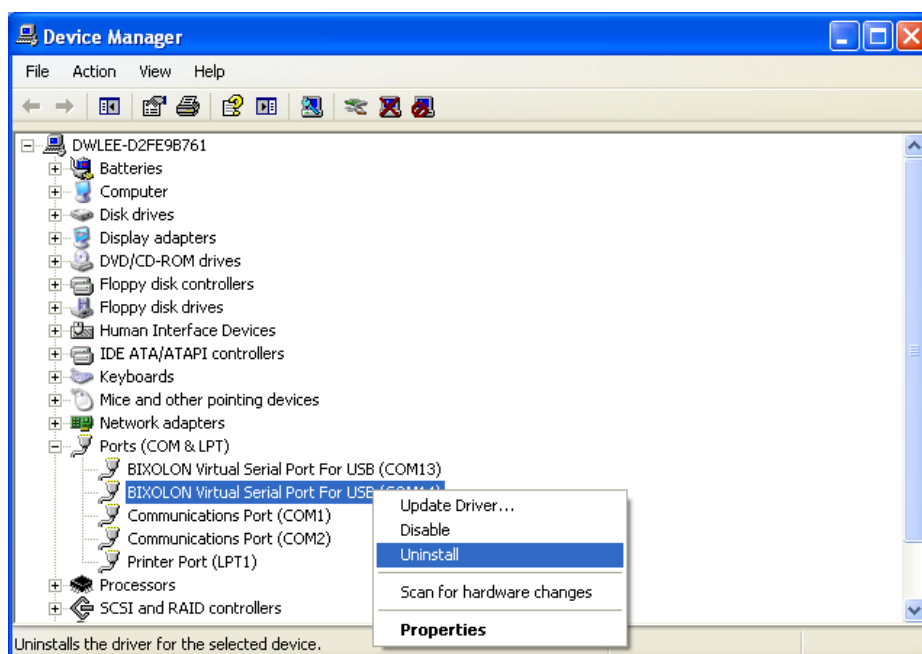 Device Manager
File Action View Help
DWLEE-D2FE9B761
Batteries
Computer
Disk drives
Display adapters
DVD/CD-ROM drives
Floppy disk controllers
Floppy disk drives
Human Interface Devices
IDE ATA/ATAPI controllers
Keyboards
Mice and other pointing devices
Network adapters
Ports (COM & LPT)
BIXOLON Virtual Serial Port For USB (COM13)
BIXOLON Virtual Serial Port For USB
Communications Port (COM1)
Communications Port (COM2)
Printer Port (LPT1)
Processors
SCSI and RAID controllers
Update Driver...
Disable
Uninstall
Scan for hardware changes
Properties
Uninstalls the driver for the selected device.